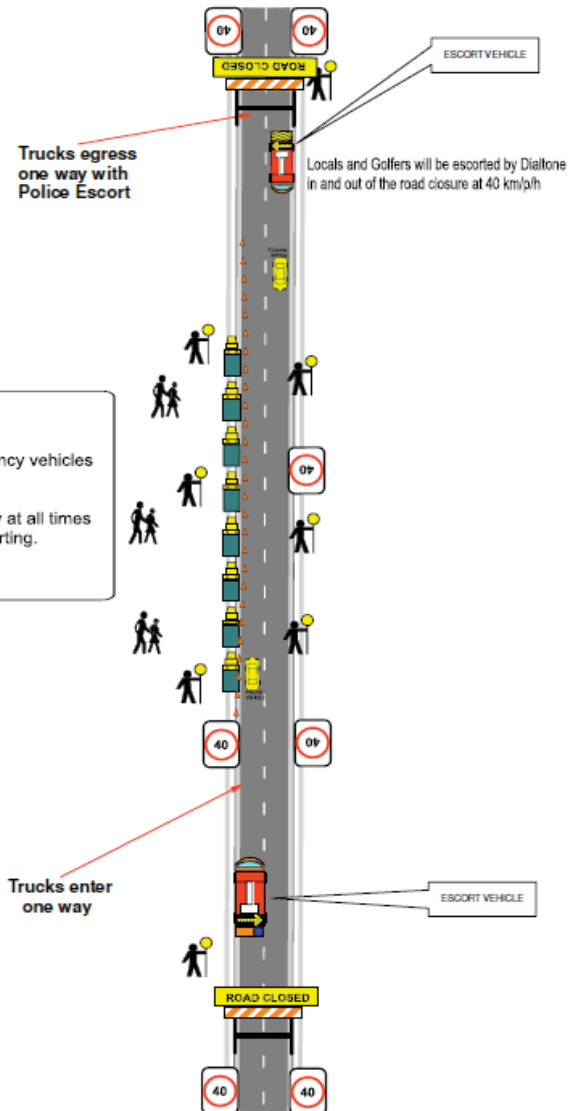 40
40
ROAD CLOSED
ESCORT VEHICLE
Trucks egress
one way with
Police Escort
Locals and Golfers will be escorted by Dialtone
in and out of the road closure at 40 km/p/h
ncy vehicles
40
y at all times
rting.
40
40
Trucks enter
one way
ESCORT VEHICLE
ROAD CLOSED
40
40